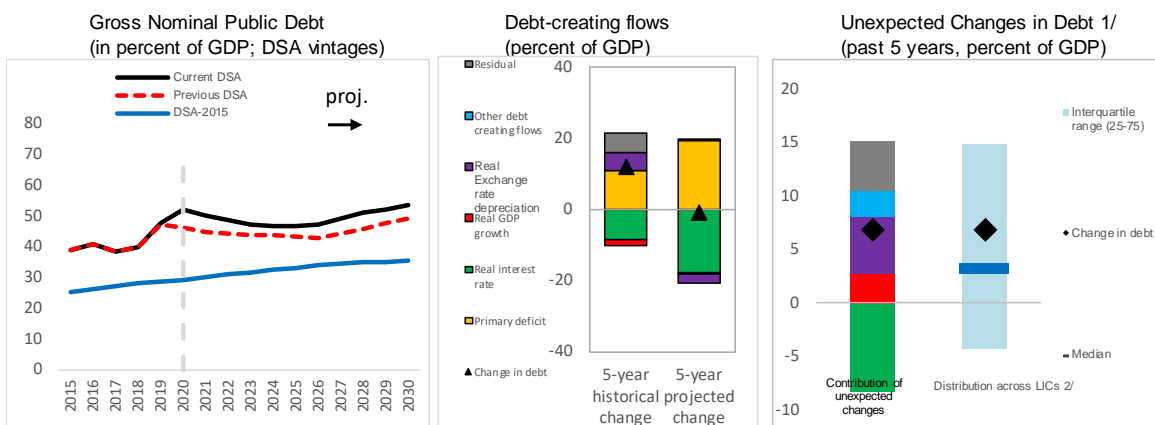 Gross Nominal Public Debt
(in percent of GDP; DSA vintages)
Current DSA
Previous DSA
DSA-2015
proj.
80
70
60
50
40
30
20
10
0
2015
2016
2017
2018
2019
2020
2021
2022
2023
2024
2025
2026
2027
2028
2029
2030
Debt-creating flows
(percent of GDP)
Residual
Other debt
creating flows
Real
Exchange rate
depreciation
Real GDP
growth
Real interest
rate
Primary deficit
Change in debt
40
20
0
-20
-40
5-year
historical
change
5-year
projected
change
Unexpected Changes in Debt 1/
(past 5 years, percent of GDP)
20
15
10
5
0
-5
-10
Interquartile
range (25-75)
Change in debt
Median
Contribution of
unexpected
changes
Distribution across LICs 2/